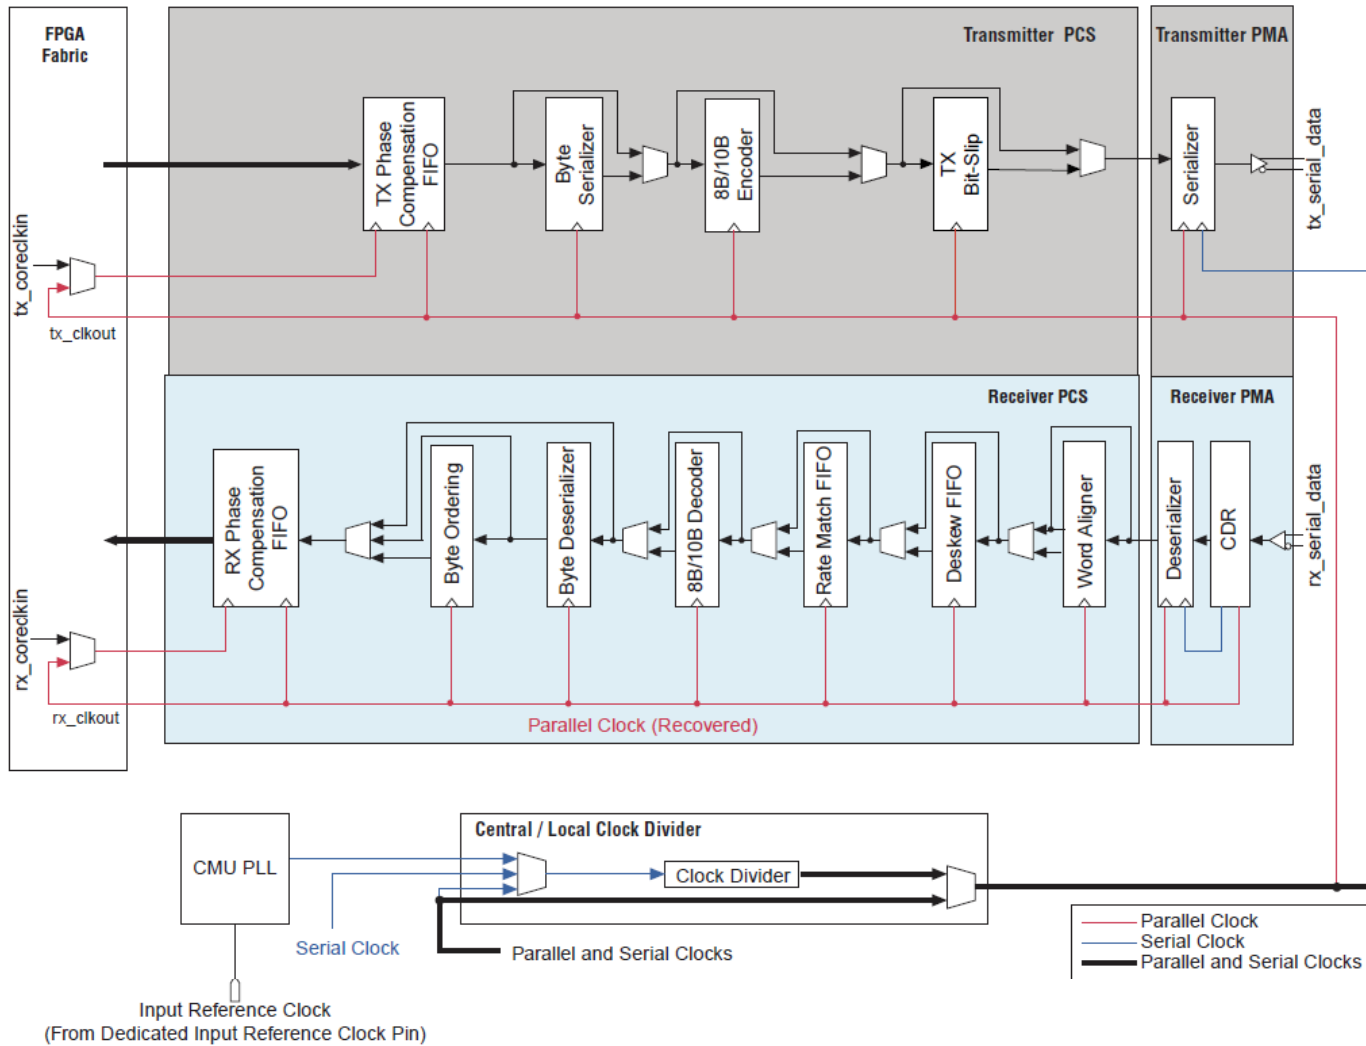 FPGA
Fabric
Transmitter PCS
Transmitter PMA
TX Phase
Compensation
FIFO
Byte
Serializer
8B/10B
Encoder
TX
Bit-Slip
Serializer
tx_serial_data
tx_coreclkin
tx_clkout
Receiver PCS
Receiver PMA
RX Phase
Compensation
FIFO
Byte Ordering
Byte Deserializer
8B/10B Decoder
Rate Match FIFO
Deskew FIFO
Word Aligner
Deserializer
CDR
rx_serial_data
rx_coreclkin
rx_clkout
Parallel Clock (Recovered)
CMU PLL
Central / Local Clock Divider
Clock Divider
Serial Clock
Parallel and Serial Clocks
Parallel Clock
Serial Clock
Parallel and Serial Clocks
Input Reference Clock
(From Dedicated Input Reference Clock Pin)